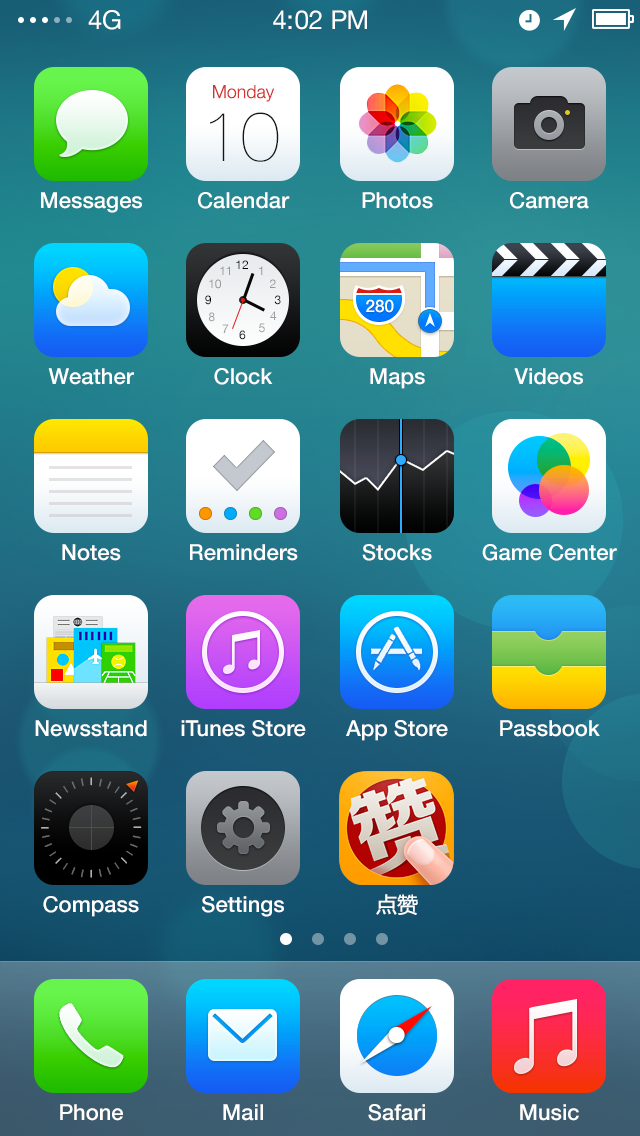 4G 4:02 PM
Monday
10
Messages Calendar Photos Camera
12
11 1
10 2
9 3
8 4
7 5
6
280
Weather Clock Maps Videos
Notes Reminders Stocks Game Center
Newsstand iTunes Store App Store Passbook
赞
Compass Settings 点赞
Phone Mail Safari Music